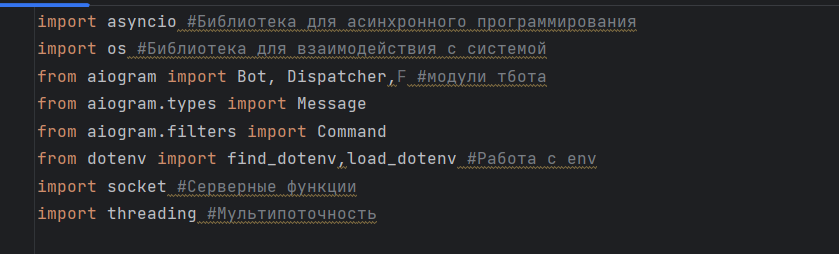 import asyncio #Библиотека для асинхронного программирования
import os #Библиотека для взаимодействия с системой
from aiogram import Bot, Dispatcher,F #модули тбота
from aiogram.types import Message
from aiogram.filters import Command
from dotenv import find_dotenv,load_dotenv #Работа с env
import socket #Серверные функции
import threading #Мультипоточность